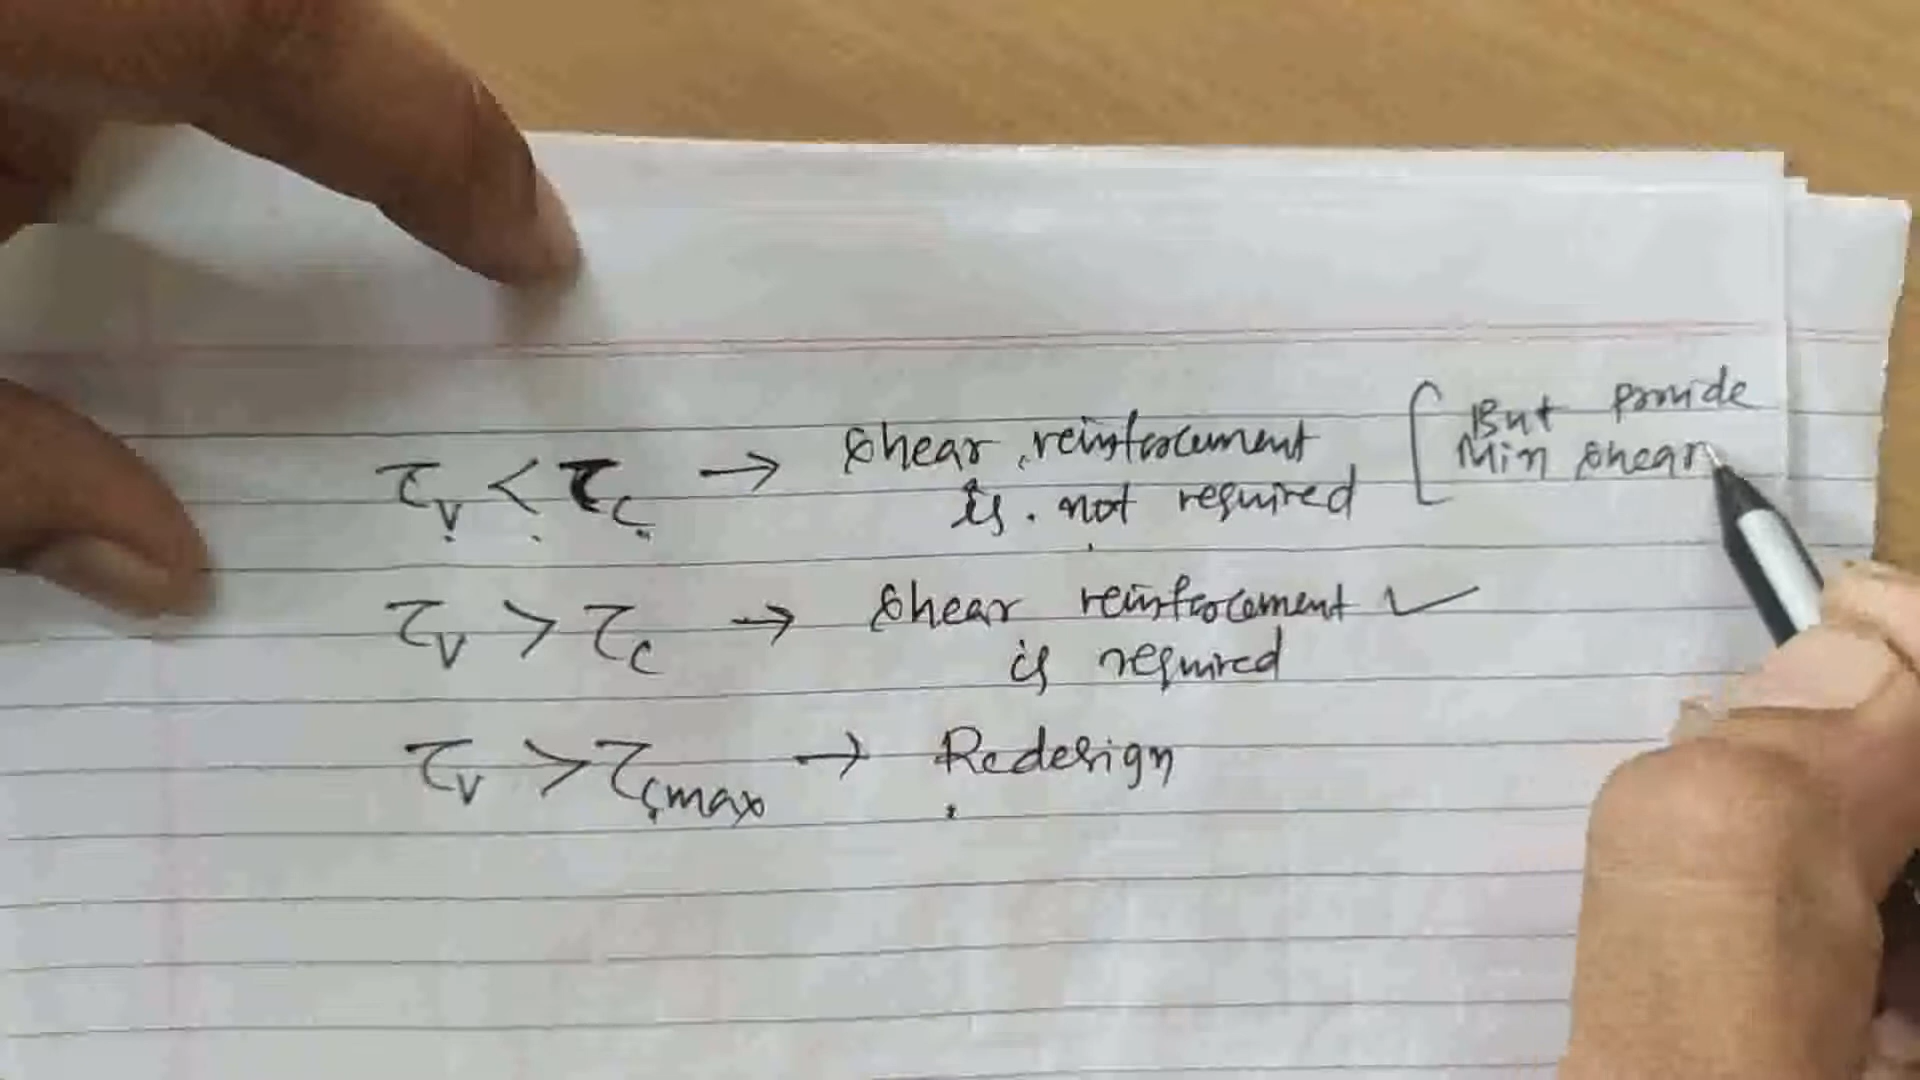 τv < τc → Shear reinforcement [ But provide
is not required Min shear
τv > τc → Shear reinforcement ✓
is required
τv > τcmax → Redesign